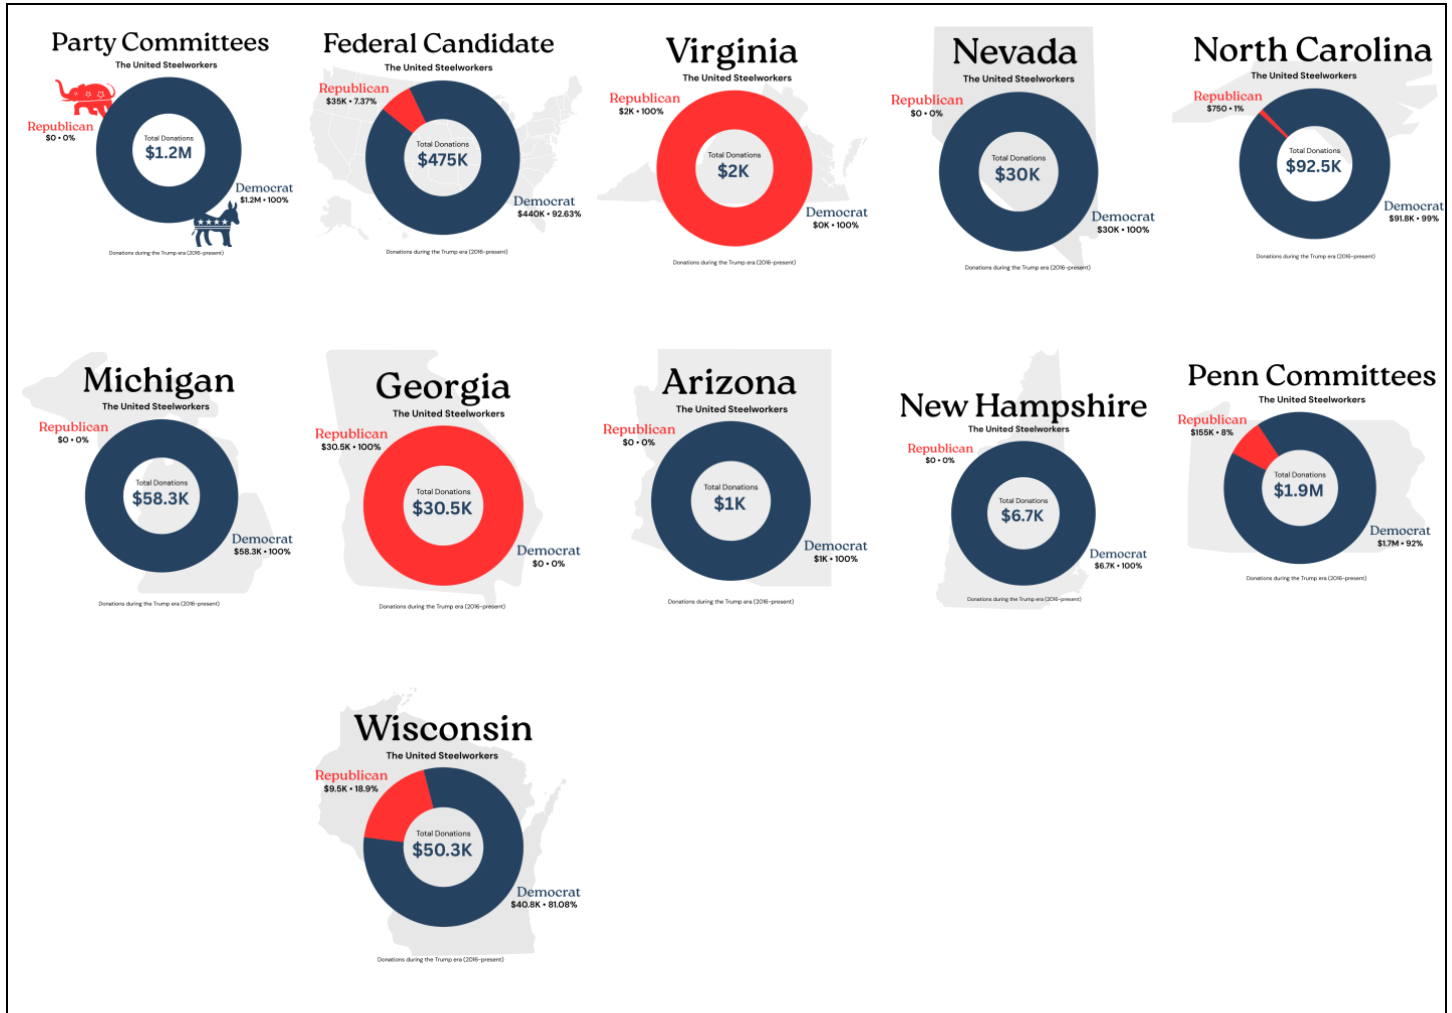 Party Committees
The United Steelworkers
Republican
$0 • 0%
Total Donations
$1.2M
Democrat
$1.2M • 100%
Donations during the Trump era (2016-present)
Federal Candidate
The United Steelworkers
Republican
$35K • 7.37%
Total Donations
$475K
Democrat
$440K • 92.63%
Donations during the Trump era (2016-present)
Virginia
The United Steelworkers
Republican
$2K • 100%
Total Donations
$2K
Democrat
$0K • 100%
Donations during the Trump era (2016-present)
Nevada
The United Steelworkers
Republican
$0 • 0%
Total Donations
$30K
Democrat
$30K • 100%
Donations during the Trump era (2016-present)
North Carolina
The United Steelworkers
Republican
$750 • 1%
Total Donations
$92.5K
Democrat
$91.8K • 99%
Donations during the Trump era (2016-present)
Michigan
The United Steelworkers
Republican
$0 • 0%
Total Donations
$58.3K
Democrat
$58.3K • 100%
Donations during the Trump era (2016-present)
Georgia
The United Steelworkers
Republican
$30.5K • 100%
Total Donations
$30.5K
Democrat
$0 • 0%
Donations during the Trump era (2016-present)
Arizona
The United Steelworkers
Republican
$0 • 0%
Total Donations
$1K
Democrat
$1K • 100%
Donations during the Trump era (2016-present)
New Hampshire
The United Steelworkers
Republican
$0 • 0%
Total Donations
$6.7K
Democrat
$6.7K • 100%
Donations during the Trump era (2016-present)
Penn Committees
The United Steelworkers
Republican
$155K • 8%
Total Donations
$1.9M
Democrat
$1.7M • 92%
Donations during the Trump era (2016-present)
Wisconsin
The United Steelworkers
Republican
$9.5K • 18.9%
Total Donations
$50.3K
Democrat
$40.8K • 81.08%
Donations during the Trump era (2016-present)